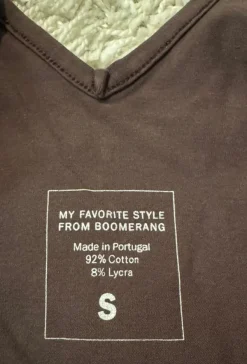 MY FAVORITE STYLE
FROM BOOMERANG
Made in Portugal
92% Cotton
8% Lycra
S